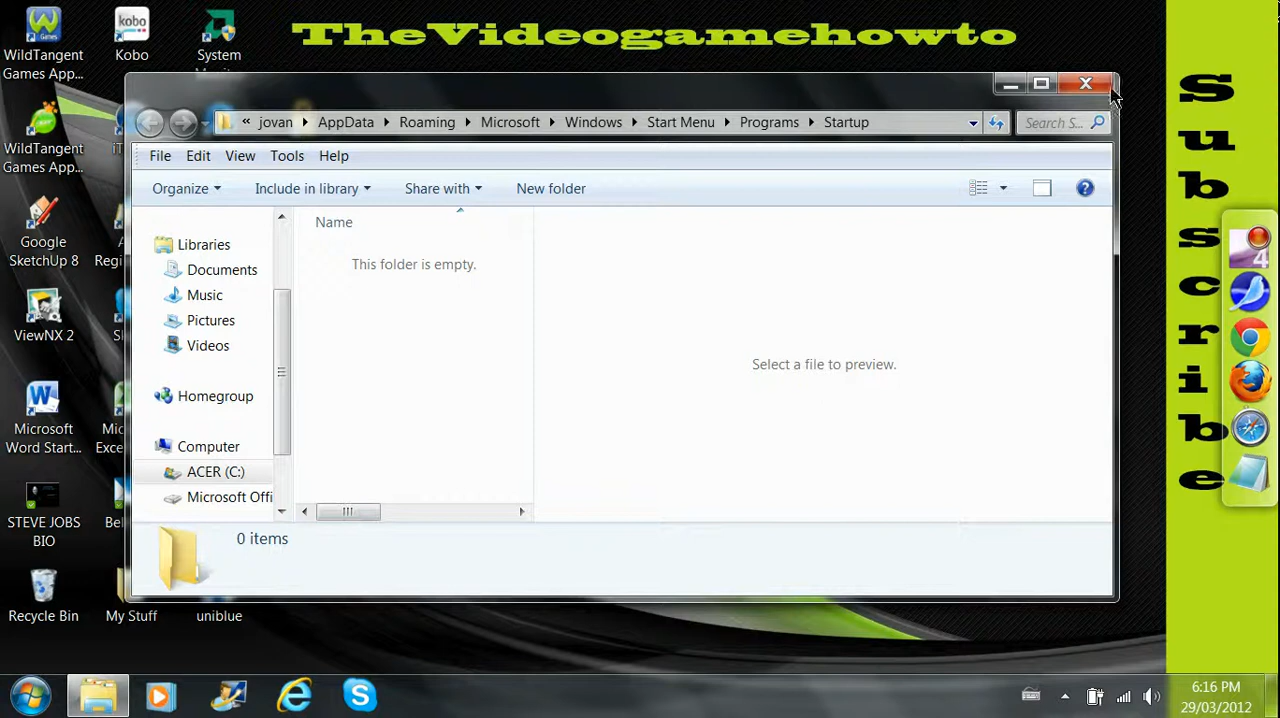 TheVideogamehowto
Subscribe
WildTangent
Games App...
Kobo
System
WildTangent
Games App...
Google
SketchUp 8
ViewNX 2
Microsoft
Word Start...
STEVE JOBS
BIO
Recycle Bin
My Stuff
uniblue
« jovan AppData Roaming Microsoft Windows Start Menu Programs Startup
Search S...
File Edit View Tools Help
Organize Include in library Share with New folder
Name
This folder is empty.
Libraries
Documents
Music
Pictures
Videos
Homegroup
Computer
ACER (C:)
Microsoft Offi
Select a file to preview.
0 items
6:16 PM
29/03/2012